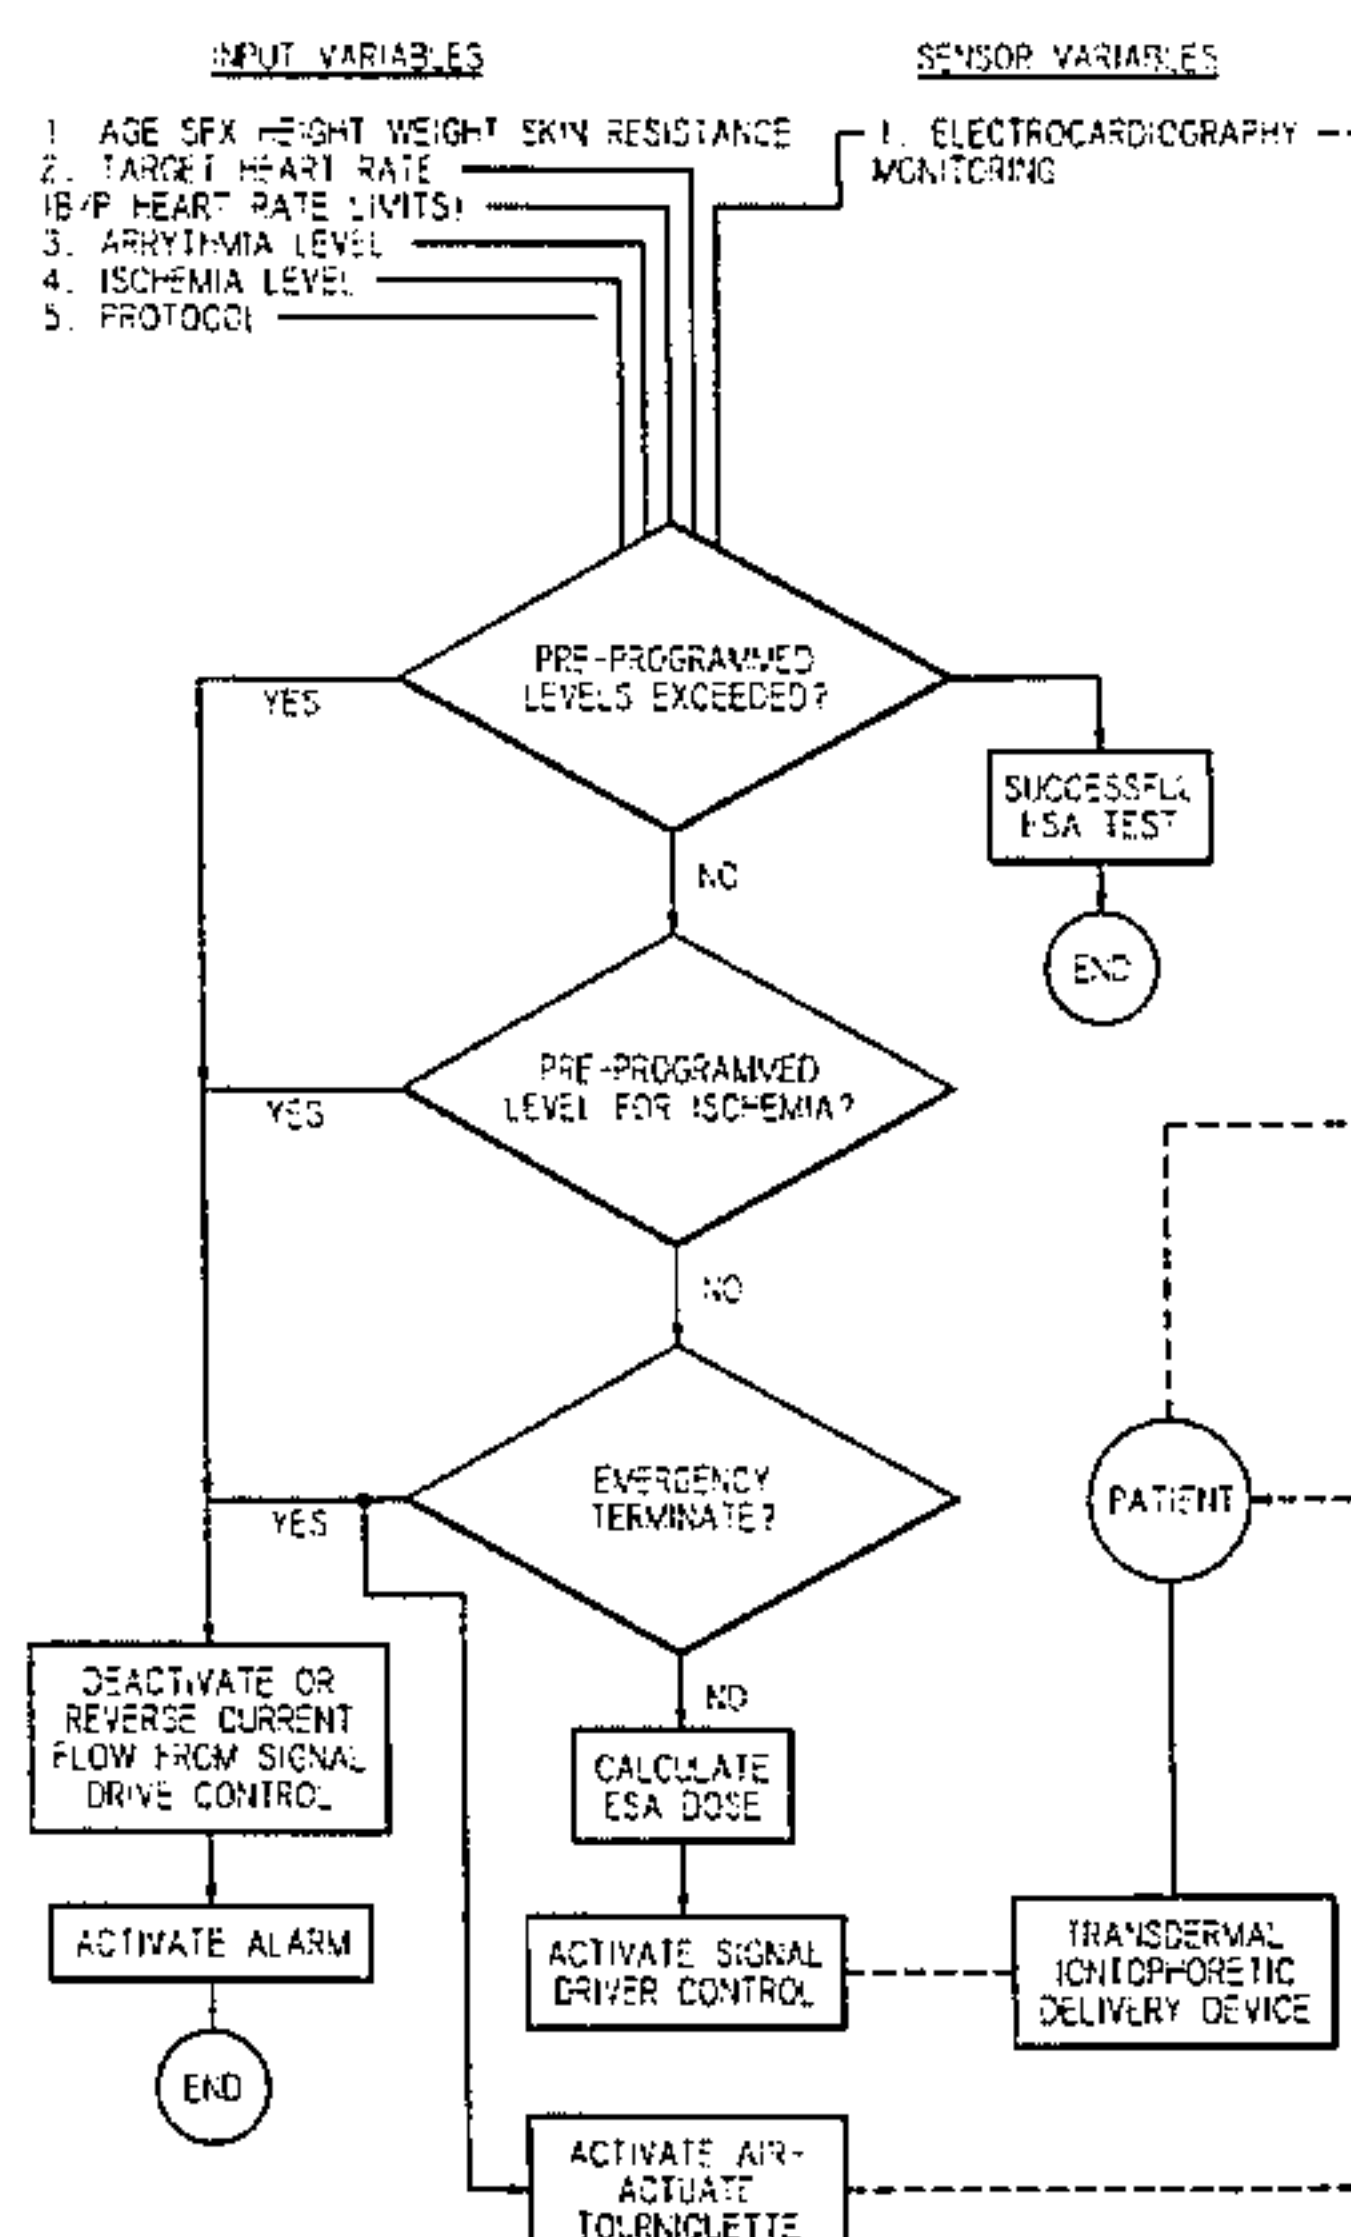 INPUT VARIABLES
SENSOR VARIABLES
1. AGE SEX HEIGHT WEIGHT SKIN RESISTANCE
2. TARGET HEART RATE
(B/P HEART RATE LIMITS)
3. ARRYTHMIA LEVEL
4. ISCHEMIA LEVEL
5. PROTOCOL
1. ELECTROCARDIOGRAPHY
MONITORING
PRE-PROGRAMMED
LEVELS EXCEEDED?
YES
SUCCESSFUL
ESA TEST
NO
END
PRE-PROGRAMMED
LEVEL FOR ISCHEMIA?
YES
NO
EMERGENCY
TERMINATE?
YES
PATIENT
DEACTIVATE OR
REVERSE CURRENT
FLOW FROM SIGNAL
DRIVE CONTROL
NO
CALCULATE
ESA DOSE
ACTIVATE ALARM
ACTIVATE SIGNAL
DRIVER CONTROL
TRANSDERMAL
IONTOPHORETIC
DELIVERY DEVICE
END
ACTIVATE AIR-
ACTUATE
TOURNIQUETTE